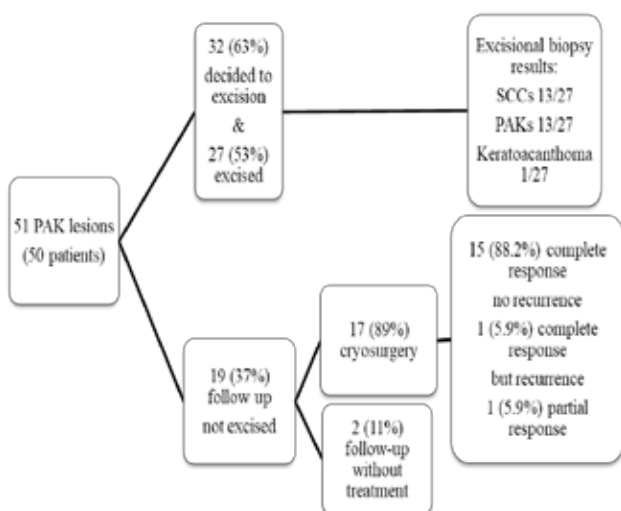 51 PAK lesions
(50 patients)
32 (63%)
decided to
excision
&
27 (53%)
excised
Excisional biopsy
results:
SCCs 13/27
PAKs 13/27
Keratoacanthoma
1/27
19 (37%)
follow up
not excised
17 (89%)
cryosurgery
2 (11%)
follow-up
without
treatment
15 (88.2%) complete
response
no recurrence
1 (5.9%) complete
response
but recurrence
1 (5.9%) partial
response